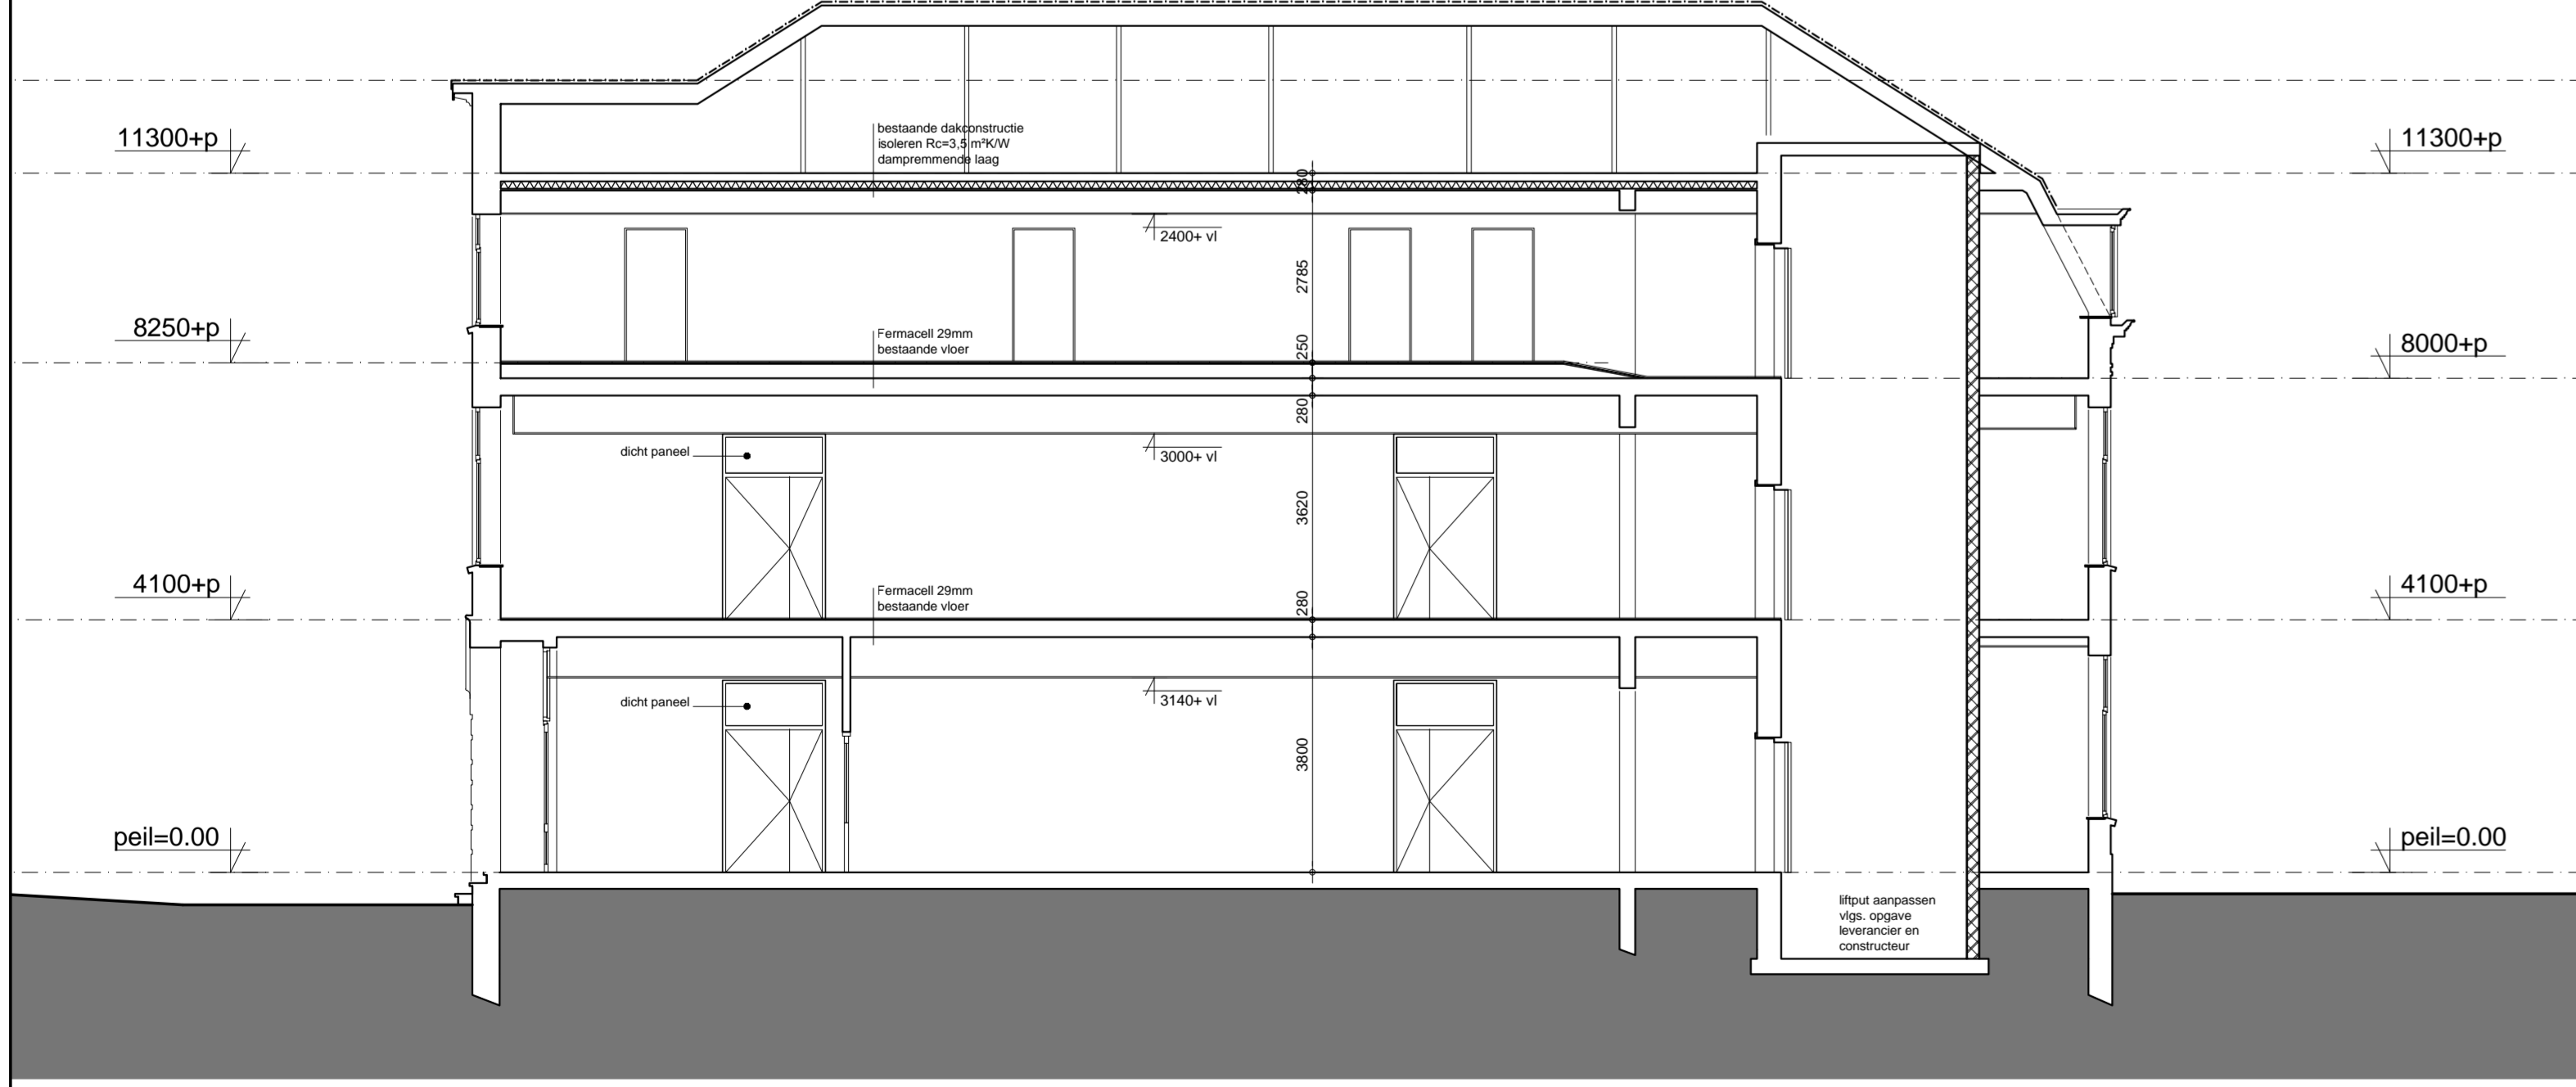 11300+p
11300+p
bestaande dakconstructie
isoleren Rc=3,5 m²K/W
dampremmende laag
280
2400+ vl
2785
8250+p
8000+p
Fermacell 29mm
bestaande vloer
250
280
dicht paneel
3000+ vl
3620
4100+p
4100+p
Fermacell 29mm
bestaande vloer
280
dicht paneel
3140+ vl
3800
peil=0.00
peil=0.00
liftput aanpassen
vlgs. opgave
leverancier en
constructeur